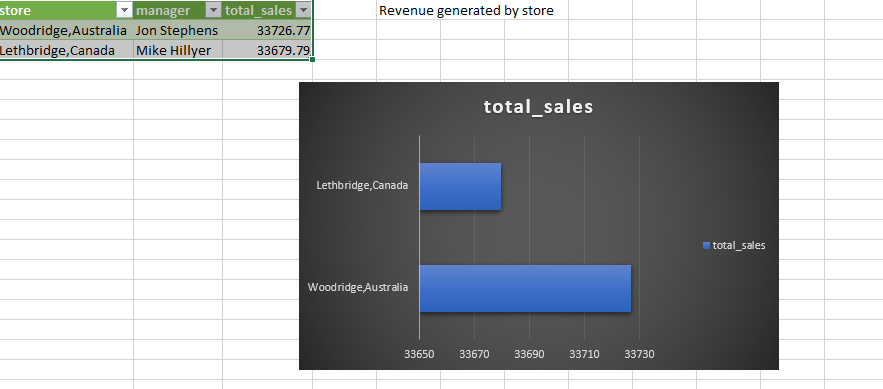 store manager total_sales
Revenue generated by store
Woodridge,Australia Jon Stephens 33726.77
Lethbridge,Canada Mike Hillyer 33679.79
total_sales
Lethbridge,Canada
total_sales
Woodridge,Australia
33650 33670 33690 33710 33730